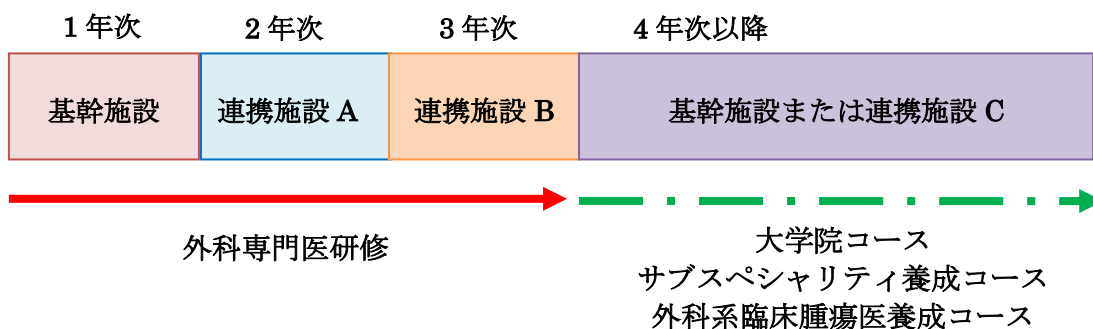 1 年次 2 年次 3 年次 4 年次以降
基幹施設 連携施設 A 連携施設 B 基幹施設または連携施設 C
外科専門医研修
大学院コース
サブスペシャリティ養成コース
外科系臨床腫瘍医養成コース